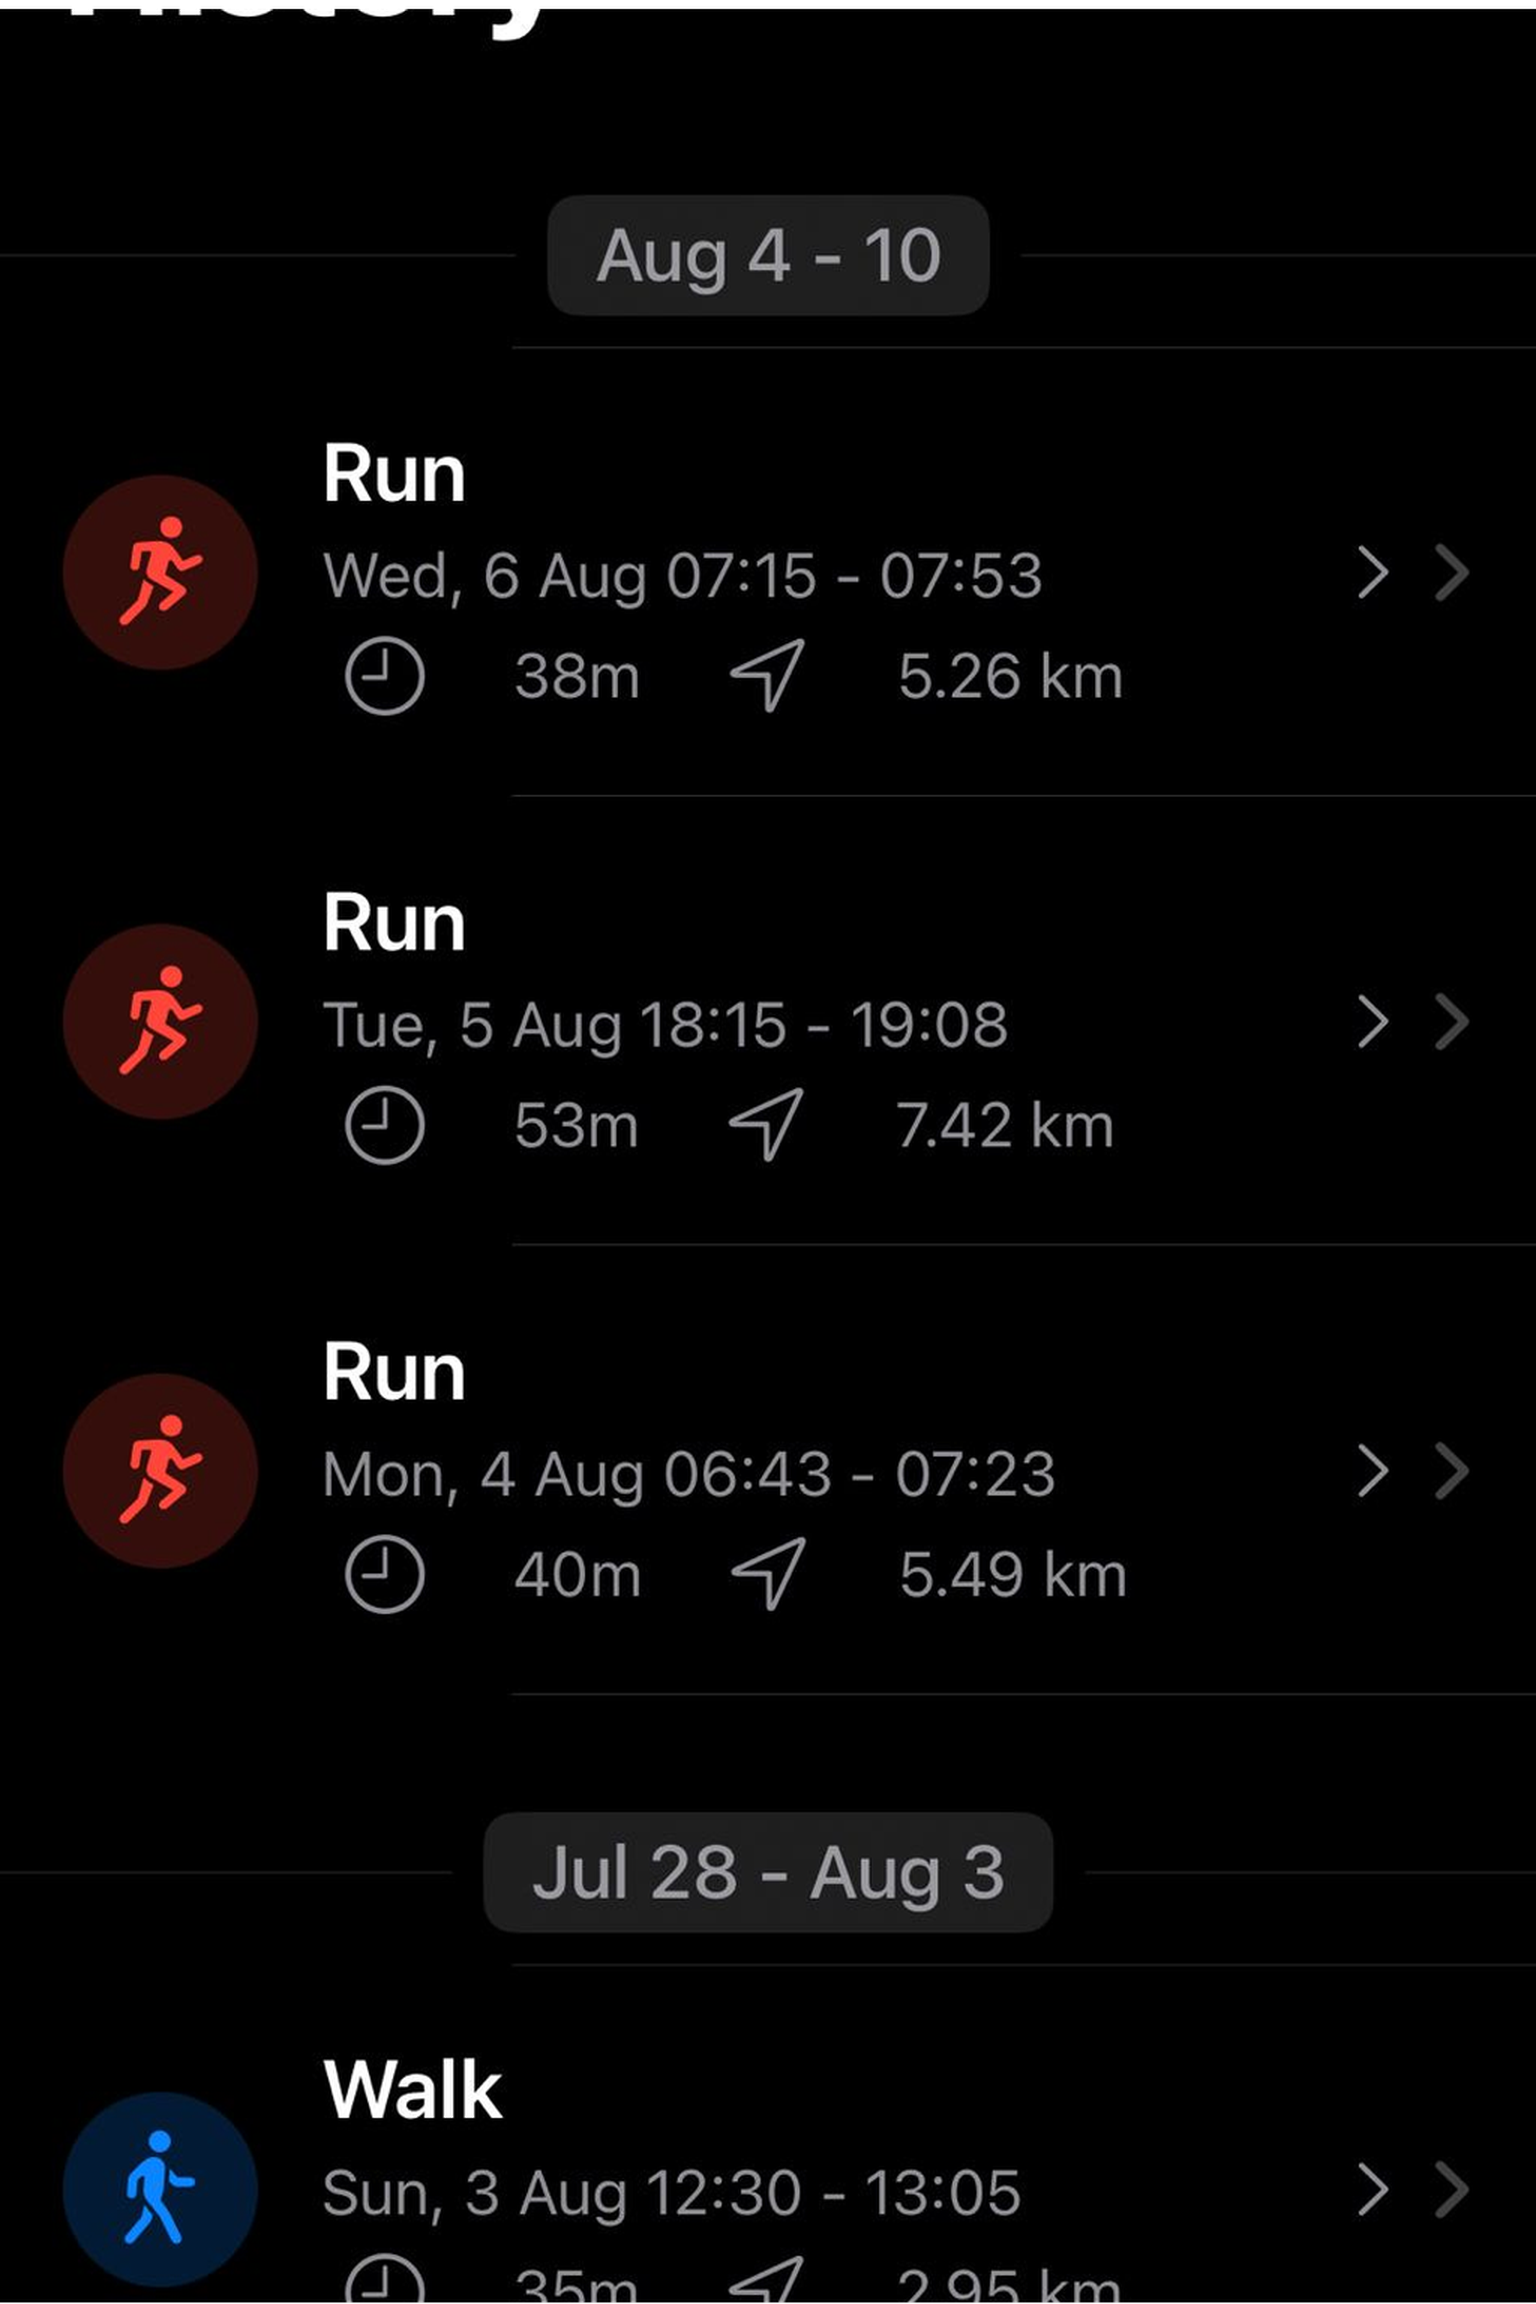 History
Aug 4 - 10
Run
Wed, 6 Aug 07:15 - 07:53
38m 5.26 km
Run
Tue, 5 Aug 18:15 - 19:08
53m 7.42 km
Run
Mon, 4 Aug 06:43 - 07:23
40m 5.49 km
Jul 28 - Aug 3
Walk
Sun, 3 Aug 12:30 - 13:05
35m 2.95 km